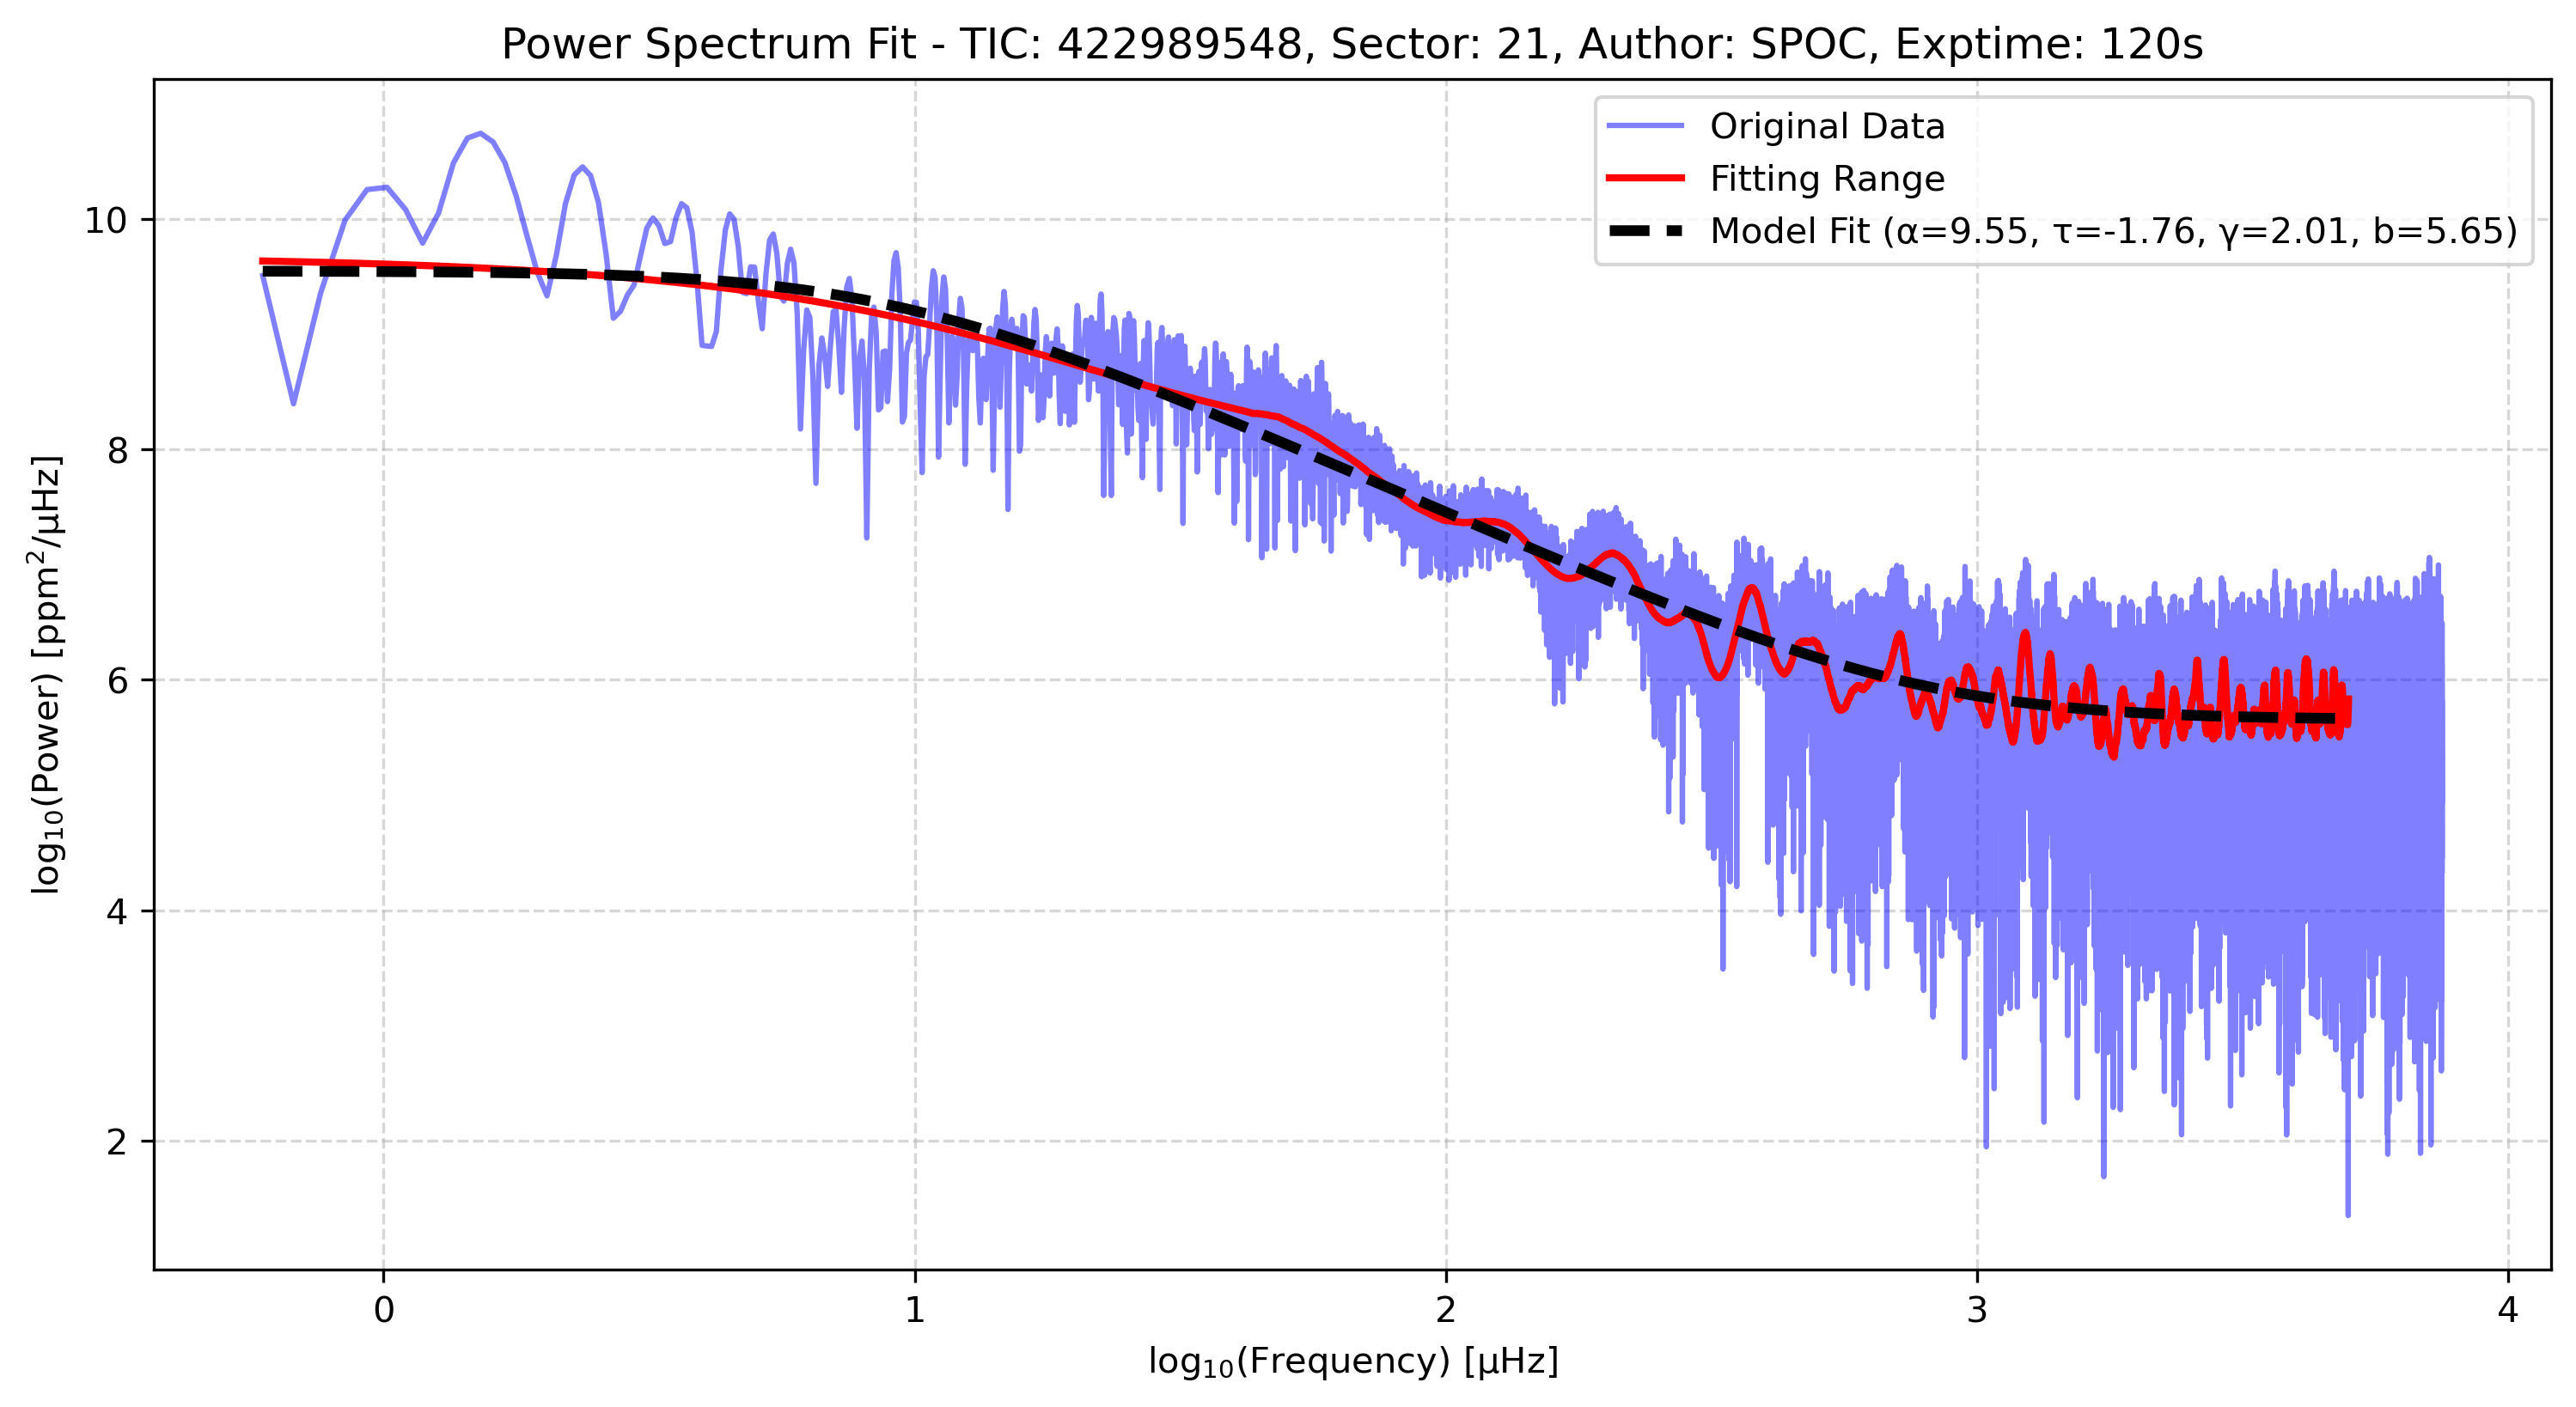 Power Spectrum Fit - TIC: 422989548, Sector: 21, Author: SPOC, Exptime: 120s
Original Data
Fitting Range
Model Fit (α=9.55, τ=-1.76, γ=2.01, b=5.65)
log₁₀(Power) [ppm²/μHz]
10
8
6
4
2
0 1 2 3 4
log₁₀(Frequency) [μHz]